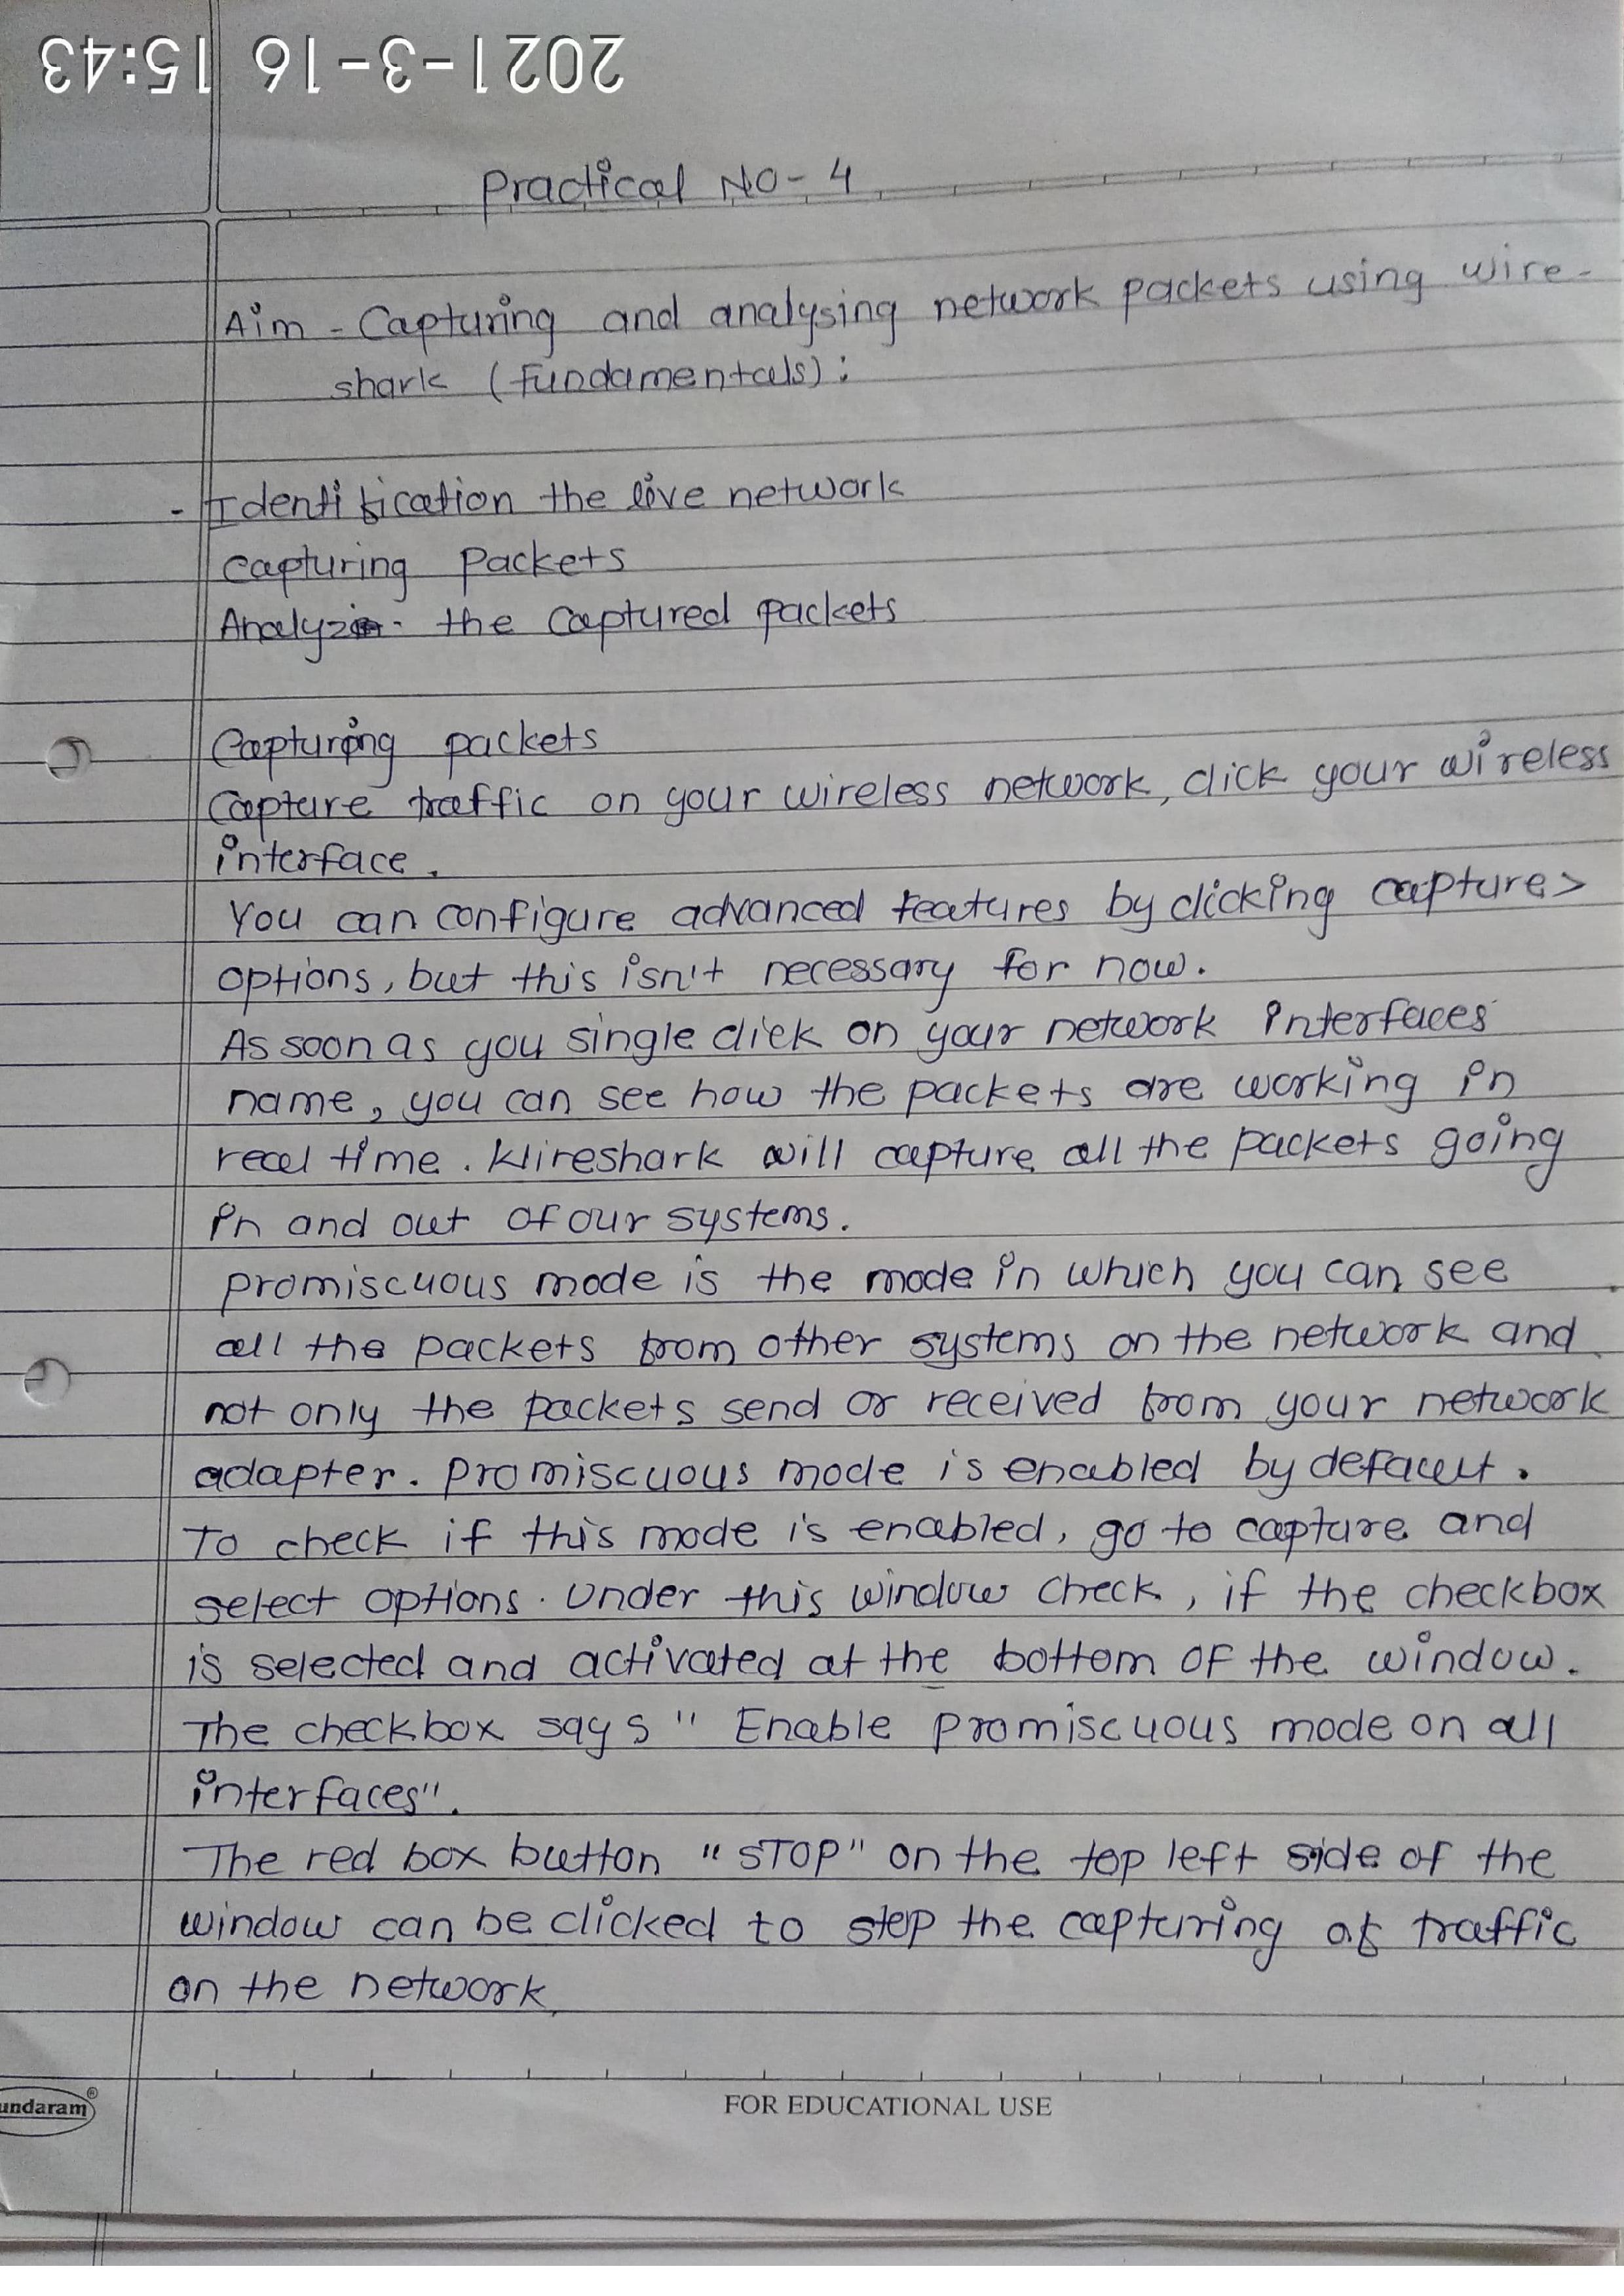 2021-3-16 15:43
Practical No- 4
Aim - Capturing and analysing network packets using wire-
shark (fundamentals):
- Identification the live network
Capturing Packets
the captured packets
Capturing packets
Capture traffic on your wireless network, click your wireless
interface.
You can configure advanced features by clicking capture>
options, but this isn't necessary for now.
As soon as you single click on your network interfaces
name, you can see how the packets are working in
real time. Wireshark will capture all the packets going
in and out of our systems.
promiscuous mode is the mode in which you can see
all the packets from other systems on the network and
not only the packets send or received from your network
adapter. promiscuous mode is enabled by default.
To check if this mode is enabled, go to capture and
select options. Under this window check, if the checkbox
is selected and activated at the bottom of the window.
The checkbox says " Enable promiscuous mode on all
interfaces".
The red box button "STOP" on the top left side of the
window can be clicked to stop the capturing of traffic
on the network
undaram®
FOR EDUCATIONAL USE